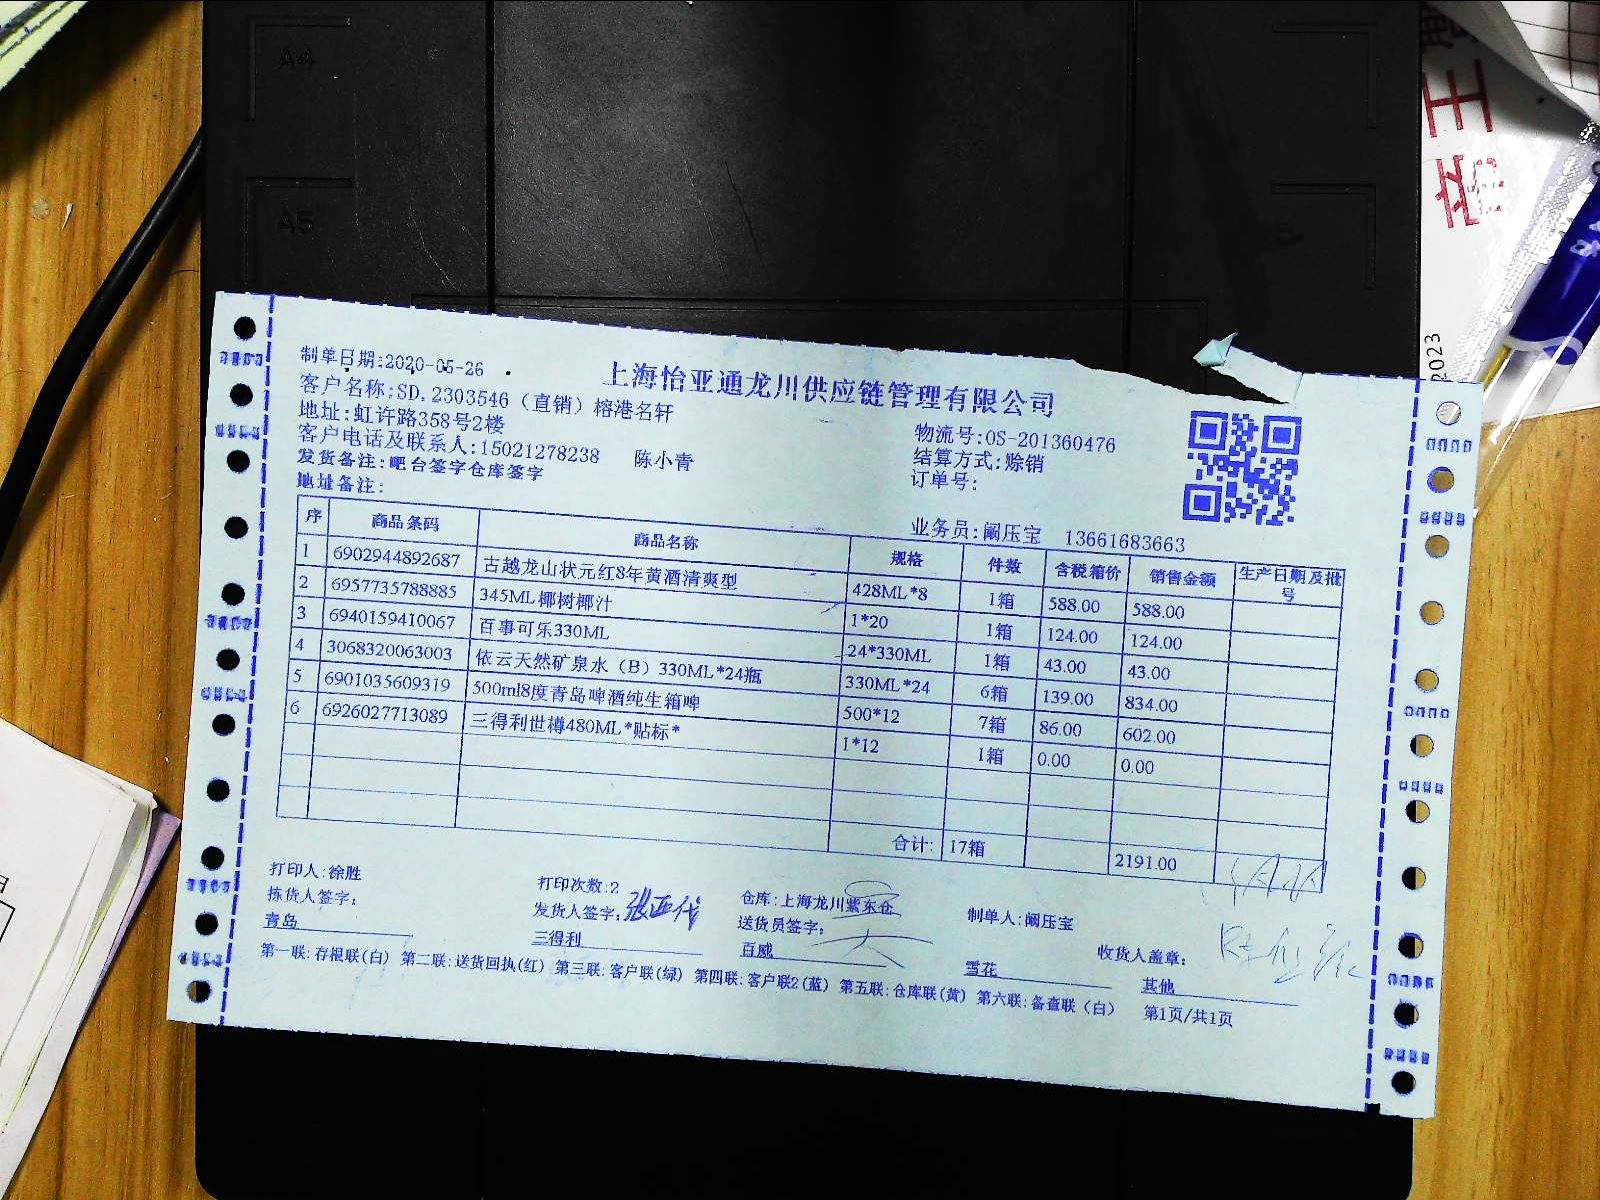 A4
A5
帝王
2023
上海怡亚通龙川供应链管理有限公司
制单日期:2020-05-26
客户名称:SD.2303546（直销）榕港名轩
地址:虹许路358号2楼
客户电话及联系人:15021278238 陈小青
发货备注:吧台签字仓库签字
地址备注:
物流号:OS-201360476
结算方式:赊销
订单号:
业务员:阚压宝 13661683663
序 商品条码 商品名称 规格 件数 含税箱价 销售金额 生产日期及批号
1 6902944892687 古越龙山状元红8年黄酒清爽型 428ML*8 1箱 588.00 588.00
2 6957735788885 345ML椰树椰汁 1*20 1箱 124.00 124.00
3 6940159410067 百事可乐330ML 24*330ML 1箱 43.00 43.00
4 3068320063003 依云天然矿泉水（B）330ML*24瓶 330ML*24 6箱 139.00 834.00
5 6901035609319 500ml8度青岛啤酒纯生箱啤 500*12 7箱 86.00 602.00
6 6926027713089 三得利世樽480ML*贴标* 1*12 1箱 0.00 0.00
合计: 17箱 2191.00
打印人:徐胜 打印次数:2 仓库:上海龙川紫东仓 制单人:阚压宝
拣货人签字: 发货人签字:张亚代 送货员签字: 收货人盖章:
青岛 三得利 百威 雪花 其他
第一联:存根联(白) 第二联:送货回执(红) 第三联:客户联(绿) 第四联:客户联2(蓝) 第五联:仓库联(黄) 第六联:备查联（白） 第1页/共1页